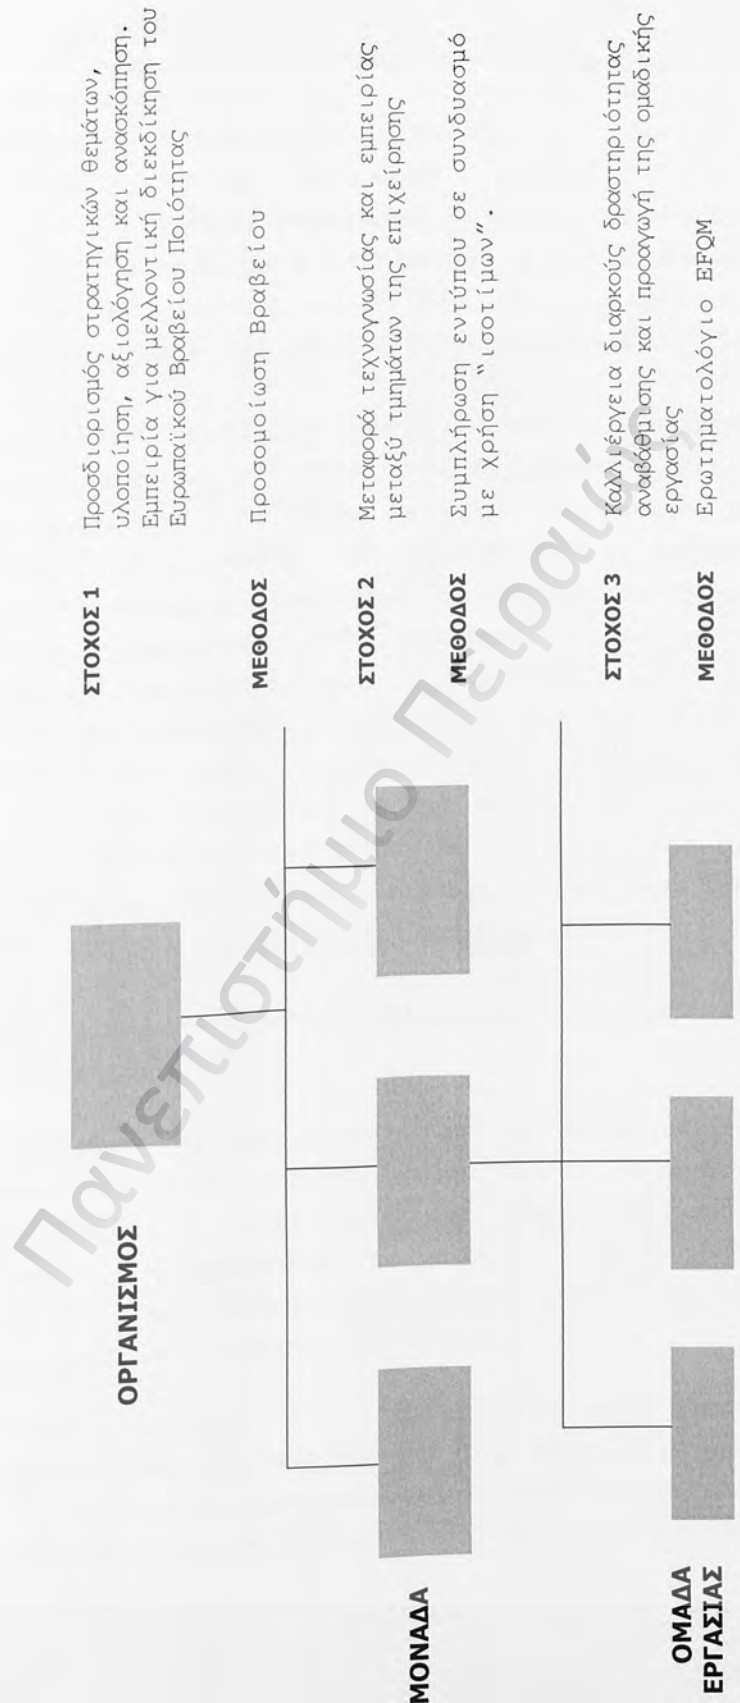 ΟΡΓΑΝΙΣΜΟΣ
ΣΤΟΧΟΣ 1
Προσδιορισμός στρατηγικών θεμάτων,
υλοποίηση, αξιολόγηση και ανασκόπηση.
Εμπειρία για μελλοντική διεκδίκηση του
Ευρωπαϊκού Βραβείου Ποιότητας
ΜΕΘΟΔΟΣ
Προσομοίωση Βραβείου
ΜΟΝΑΔΑ
ΣΤΟΧΟΣ 2
Μεταφορά τεχνογνωσίας και εμπειρίας
μεταξύ τμημάτων της επιχείρησης
ΜΕΘΟΔΟΣ
Συμπλήρωση εντύπου σε συνδυασμό
με χρήση "ισοτίμων".
ΟΜΑΔΑ
ΕΡΓΑΣΙΑΣ
ΣΤΟΧΟΣ 3
Καλλιέργεια διαρκούς δραστηριότητας
αναβάθμισης και προαγωγή της ομαδικής
εργασίας
ΜΕΘΟΔΟΣ
Ερωτηματολόγιο EFQM
Πανεπιστήμιο Πειραιώς